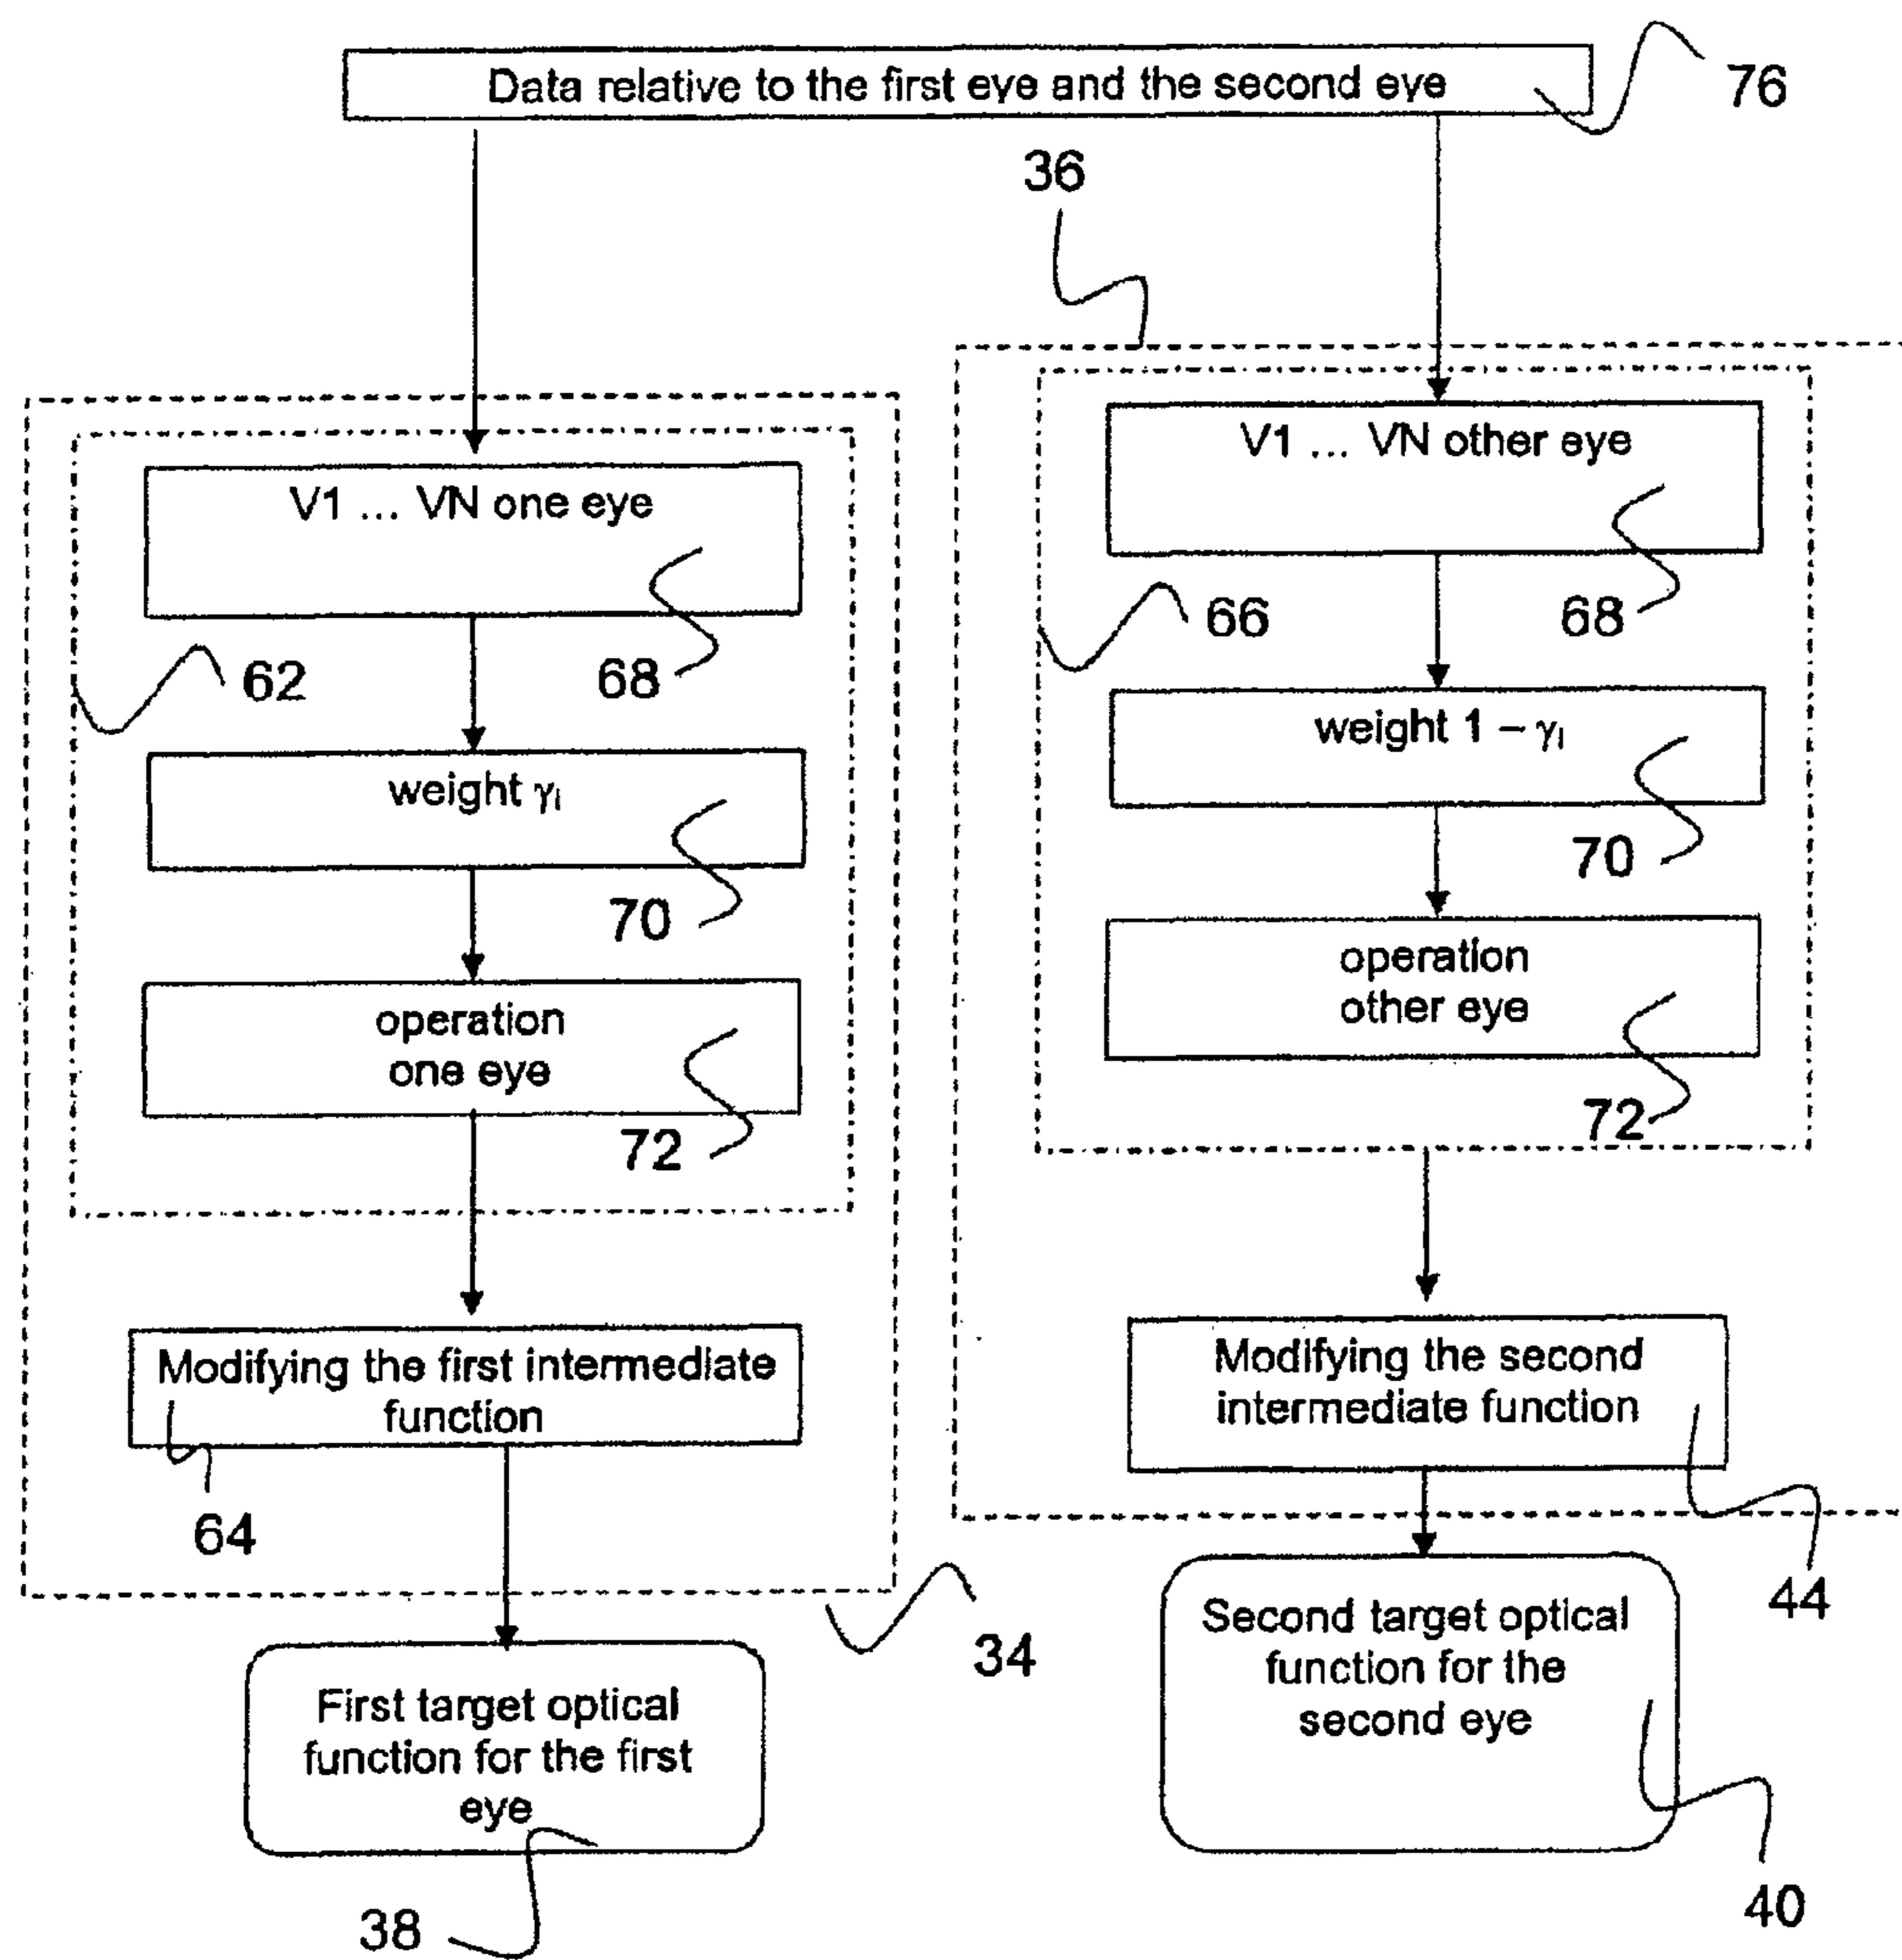 Data relative to the first eye and the second eye
76
36
V1 ... VN one eye
68
62
weight γi
70
operation
one eye
72
Modifying the first intermediate
function
64
34
First target optical
function for the first
eye
38
V1 ... VN other eye
66
68
weight 1 – γi
70
operation
other eye
72
Modifying the second
intermediate function
44
Second target optical
function for the
second eye
40